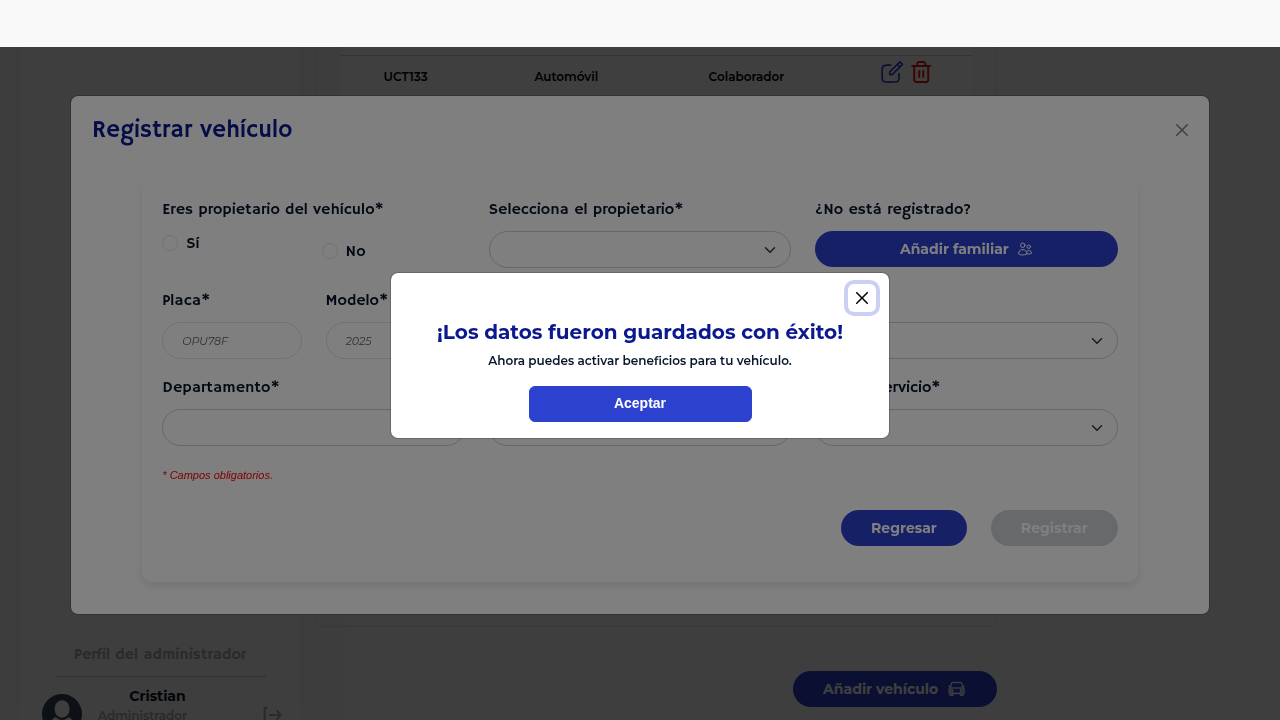 UCT133 Automóvil Colaborador
Registrar vehículo
Eres propietario del vehículo* Selecciona el propietario* ¿No está registrado?
Sí No Añadir familiar
Placa* Modelo*
¡Los datos fueron guardados con éxito!
OPU78F 2025
Ahora puedes activar beneficios para tu vehículo.
Departamento*
Aceptar
* Campos obligatorios.
Regresar Registrar
Perfil del administrador
Cristian Añadir vehículo
Administrador